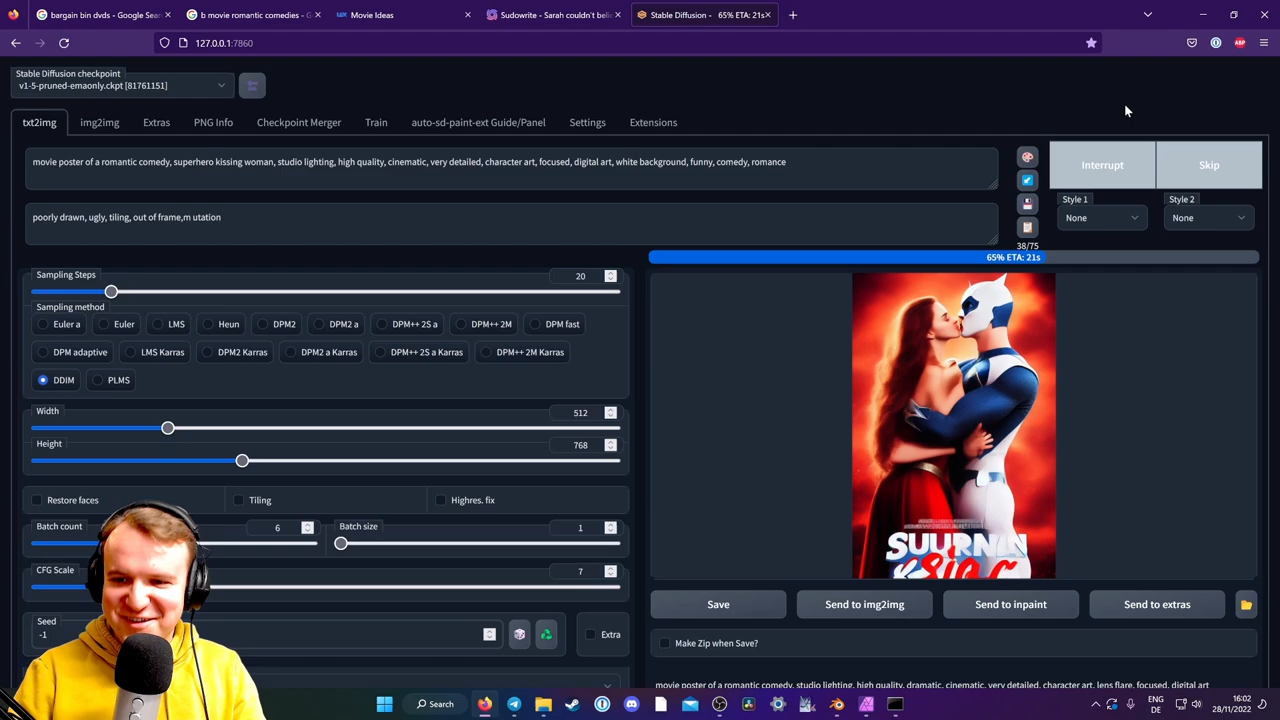 bargain bin dvds - Google Sear
b movie romantic comedies - G
UX
Movie Ideas
Sudowrite - Sarah couldn't beli
Stable Diffusion - 65% ETA: 21s
127.0.0.1:7860
ABP
Stable Diffusion checkpoint
v1-5-pruned-emaonly.ckpt [81761151]
txt2img
img2img
Extras
PNG Info
Checkpoint Merger
Train
auto-sd-paint-ext Guide/Panel
Settings
Extensions
movie poster of a romantic comedy, superhero kissing woman, studio lighting, high quality, cinematic, very detailed, character art, focused, digital art, white background, funny, comedy, romance
Interrupt
Skip
Style 1
Style 2
None
None
poorly drawn, ugly, tiling, out of frame,m utation
38/75
65% ETA: 21s
Sampling Steps
20
Sampling method
Euler a
Euler
LMS
Heun
DPM2
DPM2 a
DPM++ 2S a
DPM++ 2M
DPM fast
DPM adaptive
LMS Karras
DPM2 Karras
DPM2 a Karras
DPM++ 2S a Karras
DPM++ 2M Karras
DDIM
PLMS
Width
512
Height
768
Restore faces
Tiling
Highres. fix
Batch count
6
Batch size
1
CFG Scale
7
Seed
-1
Extra
SUURNAN
Save
Send to img2img
Send to inpaint
Send to extras
Make Zip when Save?
movie poster of a romantic comedy, studio lighting, high quality, dramatic, cinematic, very detailed, character art, lens flare, focused, digital art
Search
ENG
DE
16:02
28/11/2022